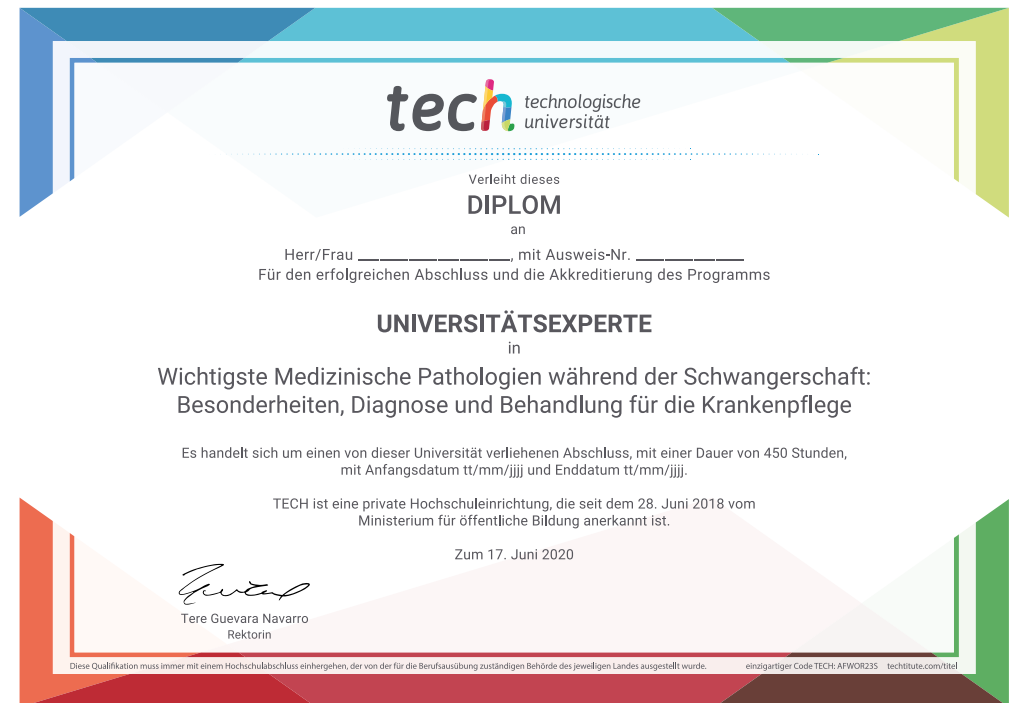 tech technologische
universität
Verleiht dieses
DIPLOM
an
Herr/Frau ____________________, mit Ausweis-Nr. ______________
Für den erfolgreichen Abschluss und die Akkreditierung des Programms
UNIVERSITÄTSEXPERTE
in
Wichtigste Medizinische Pathologien während der Schwangerschaft:
Besonderheiten, Diagnose und Behandlung für die Krankenpflege
Es handelt sich um einen von dieser Universität verliehenen Abschluss, mit einer Dauer von 450 Stunden,
mit Anfangsdatum tt/mm/jjjj und Enddatum tt/mm/jjjj.
TECH ist eine private Hochschuleinrichtung, die seit dem 28. Juni 2018 vom
Ministerium für öffentliche Bildung anerkannt ist.
Zum 17. Juni 2020
Tere Guevara Navarro
Rektorin
Diese Qualifikation muss immer mit einem Hochschulabschluss einhergehen, der von der für die Berufsausübung zuständigen Behörde des jeweiligen Landes ausgestellt wurde. einzigartiger Code TECH: AFWOR23S techtitute.com/titel